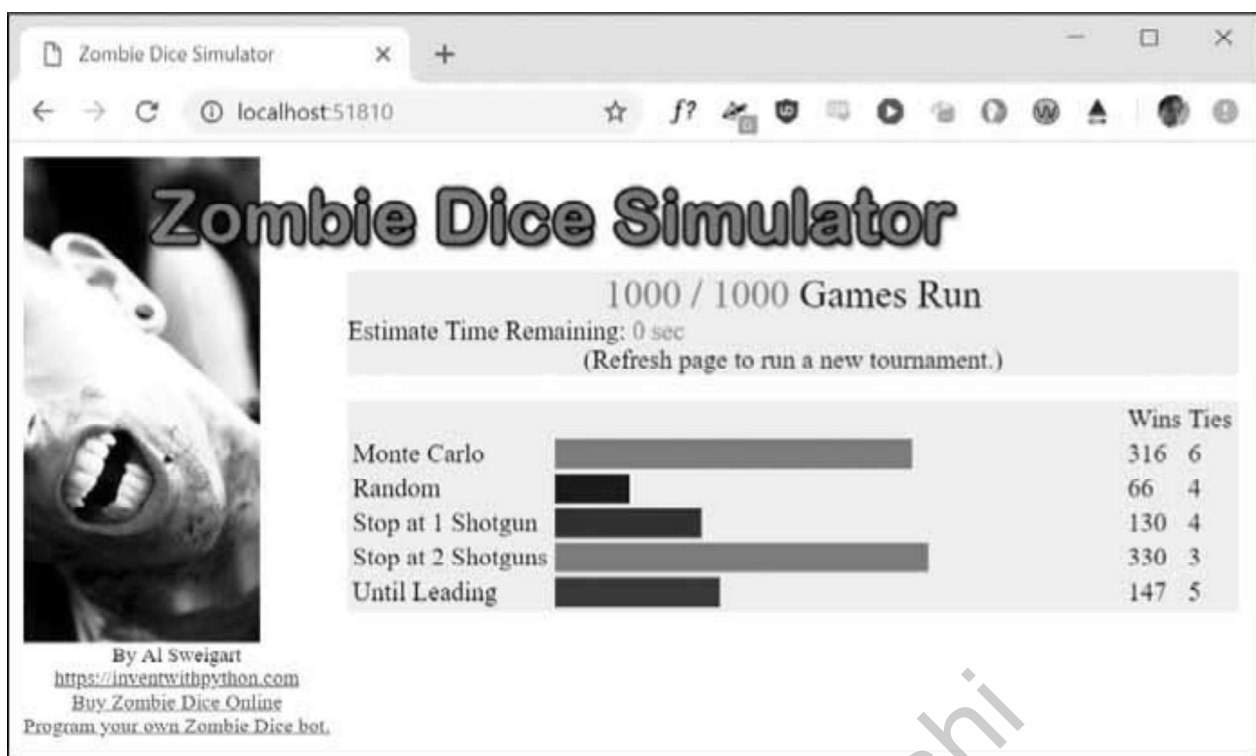 Zombie Dice Simulator
localhost:51810
f?
Zombie Dice Simulator
1000 / 1000 Games Run
Estimate Time Remaining: 0 sec
(Refresh page to run a new tournament.)
Wins Ties
Monte Carlo 316 6
Random 66 4
Stop at 1 Shotgun 130 4
Stop at 2 Shotguns 330 3
Until Leading 147 5
By Al Sweigart
https://inventwithpython.com
Buy Zombie Dice Online
Program your own Zombie Dice bot.